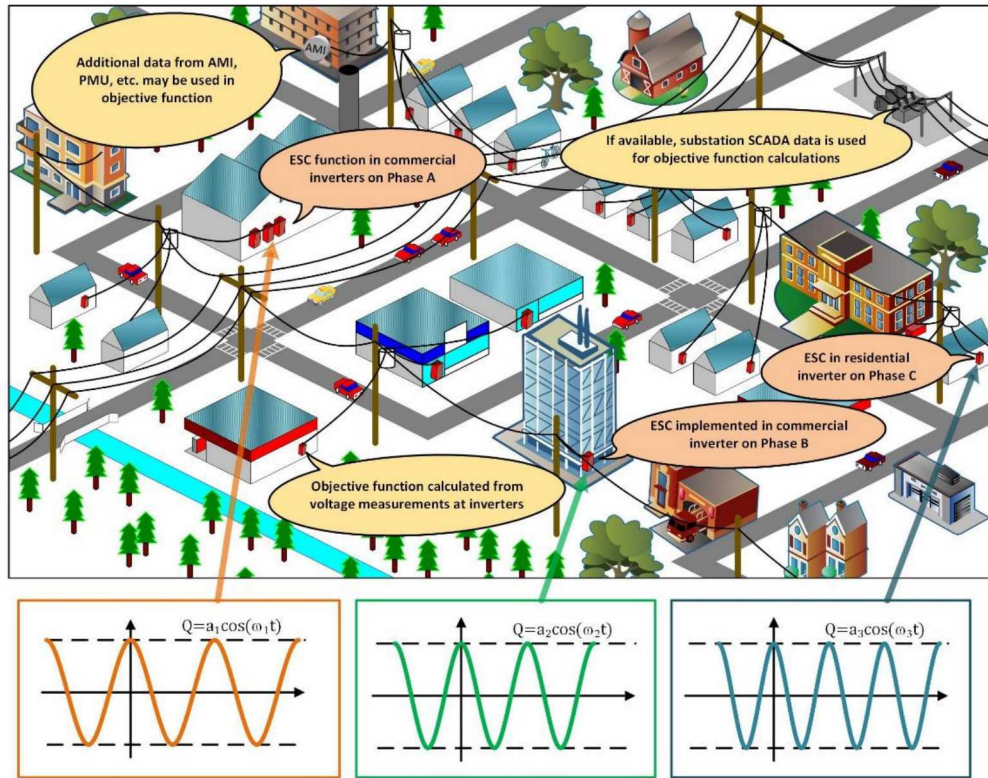 Additional data from AMI,
PMU, etc. may be used in
objective function
AMI
ESC function in commercial
inverters on Phase A
If available, substation SCADA data is used
for objective function calculations
ESC in residential
inverter on Phase C
ESC implemented in commercial
inverter on Phase B
Objective function calculated from
voltage measurements at inverters
Q=a₁cos(ω₁t)
Q=a₂cos(ω₂t)
Q=a₃cos(ω₃t)